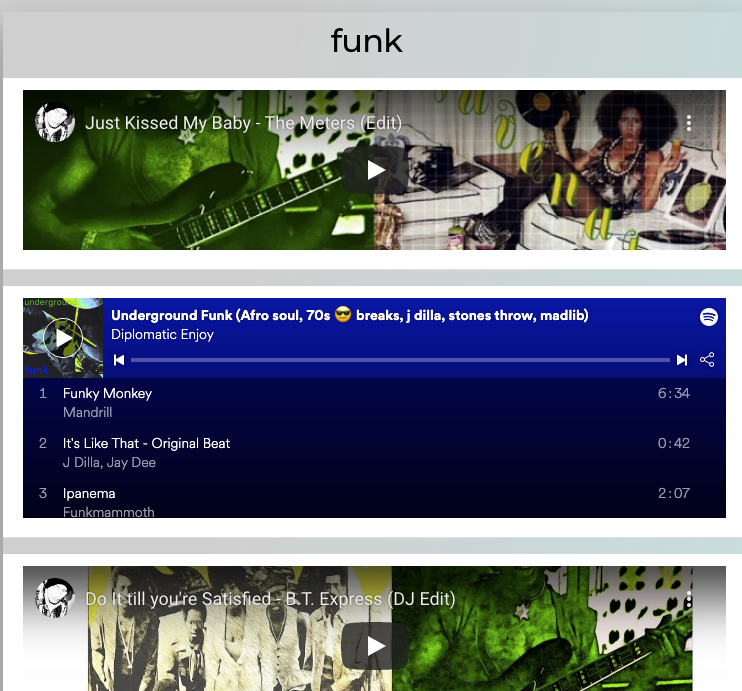 funk
Just Kissed My Baby - The Meters (Edit)
underground
funk
Underground Funk (Afro soul, 70s 😎 breaks, j dilla, stones throw, madlib)
Diplomatic Enjoy
1 Funky Monkey 6:34
Mandrill
2 It's Like That - Original Beat 0:42
J Dilla, Jay Dee
3 Ipanema 2:07
Funkmammoth
Do It till you're Satisfied - B.T. Express (DJ Edit)